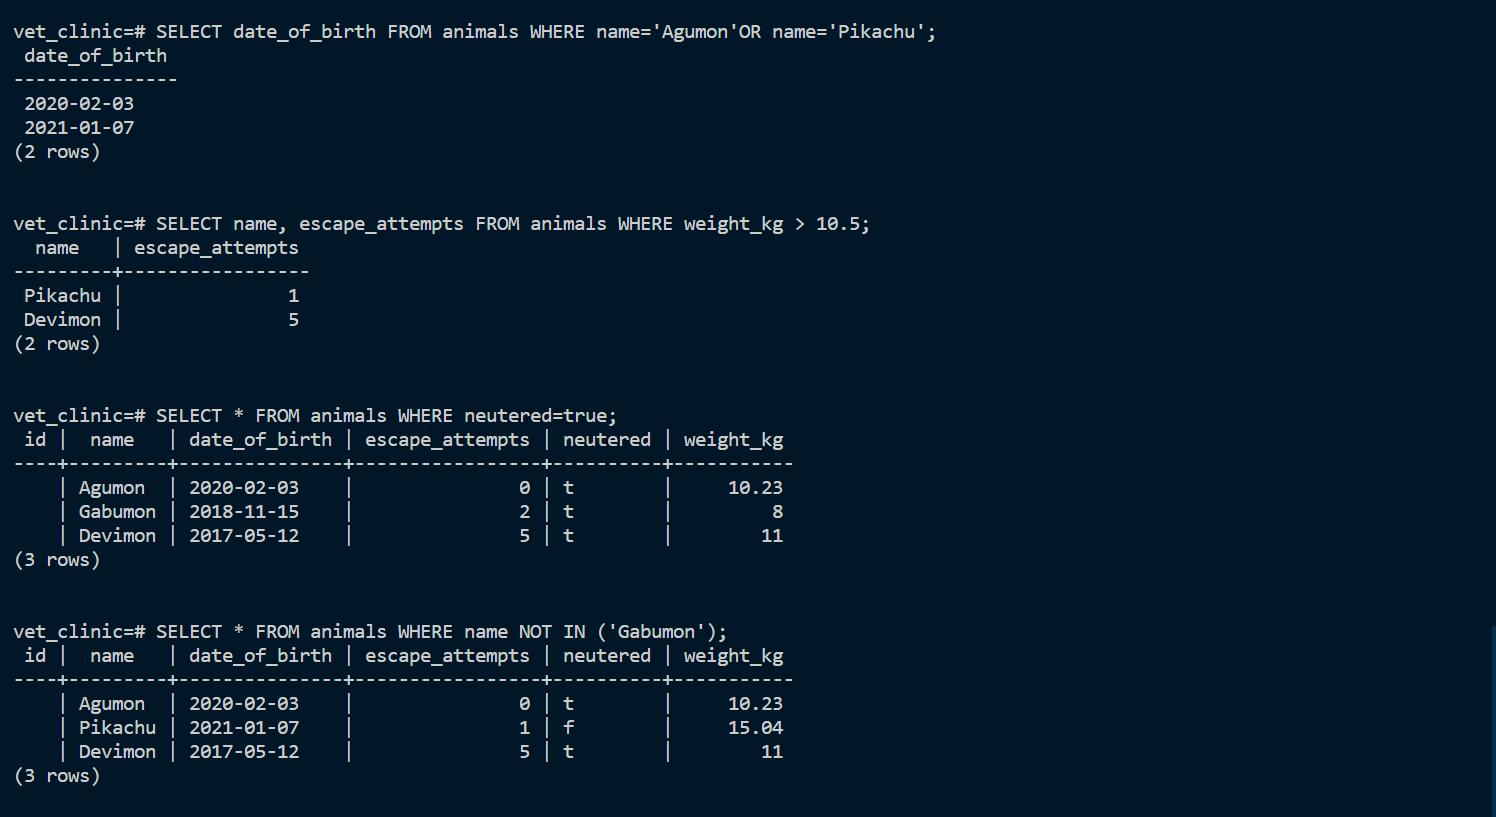 vet_clinic=# SELECT date_of_birth FROM animals WHERE name='Agumon'OR name='Pikachu';
 date_of_birth
---------------
 2020-02-03
 2021-01-07
(2 rows)
vet_clinic=# SELECT name, escape_attempts FROM animals WHERE weight_kg > 10.5;
  name   | escape_attempts
---------+-----------------
 Pikachu |               1
 Devimon |               5
(2 rows)
vet_clinic=# SELECT * FROM animals WHERE neutered=true;
 id |  name   | date_of_birth | escape_attempts | neutered | weight_kg
----+---------+---------------+-----------------+----------+-----------
    | Agumon  | 2020-02-03    |               0 | t        |     10.23
    | Gabumon | 2018-11-15    |               2 | t        |         8
    | Devimon | 2017-05-12    |               5 | t        |        11
(3 rows)
vet_clinic=# SELECT * FROM animals WHERE name NOT IN ('Gabumon');
 id |  name   | date_of_birth | escape_attempts | neutered | weight_kg
----+---------+---------------+-----------------+----------+-----------
    | Agumon  | 2020-02-03    |               0 | t        |     10.23
    | Pikachu | 2021-01-07    |               1 | f        |     15.04
    | Devimon | 2017-05-12    |               5 | t        |        11
(3 rows)